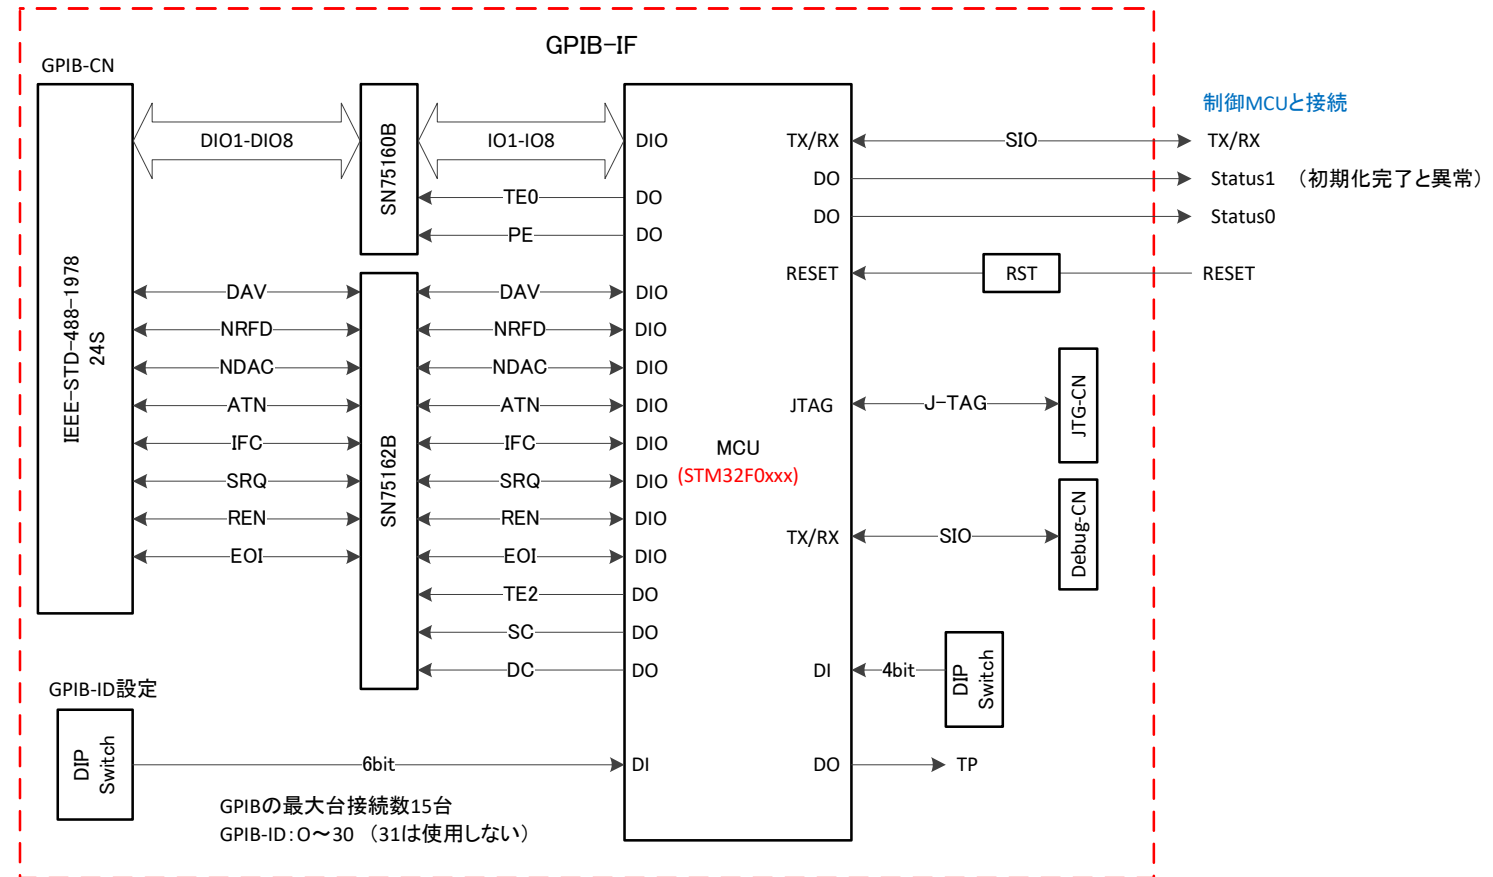 GPIB-IF
GPIB-CN
IEEE-STD-488-1978
24S
DIO1-DIO8
SN75160B
IO1-IO8
DIO
TE0
DO
PE
DO
SN75162B
DAV
DAV
DIO
NRFD
NRFD
DIO
NDAC
NDAC
DIO
ATN
ATN
DIO
IFC
IFC
DIO
SRQ
SRQ
DIO
REN
REN
DIO
EOI
EOI
DIO
TE2
DO
SC
DO
DC
DO
GPIB-ID設定
DIP
Switch
6bit
DI
GPIBの最大台接続数15台
GPIB-ID：O～30 （31は使用しない）
MCU
(STM32F0xxx)
制御MCUと接続
TX/RX
SIO
TX/RX
DO
Status1 （初期化完了と異常）
DO
Status0
RESET
RST
RESET
JTAG
J-TAG
JTG-CN
TX/RX
SIO
Debug-CN
DI
4bit
DIP
Switch
DO
TP